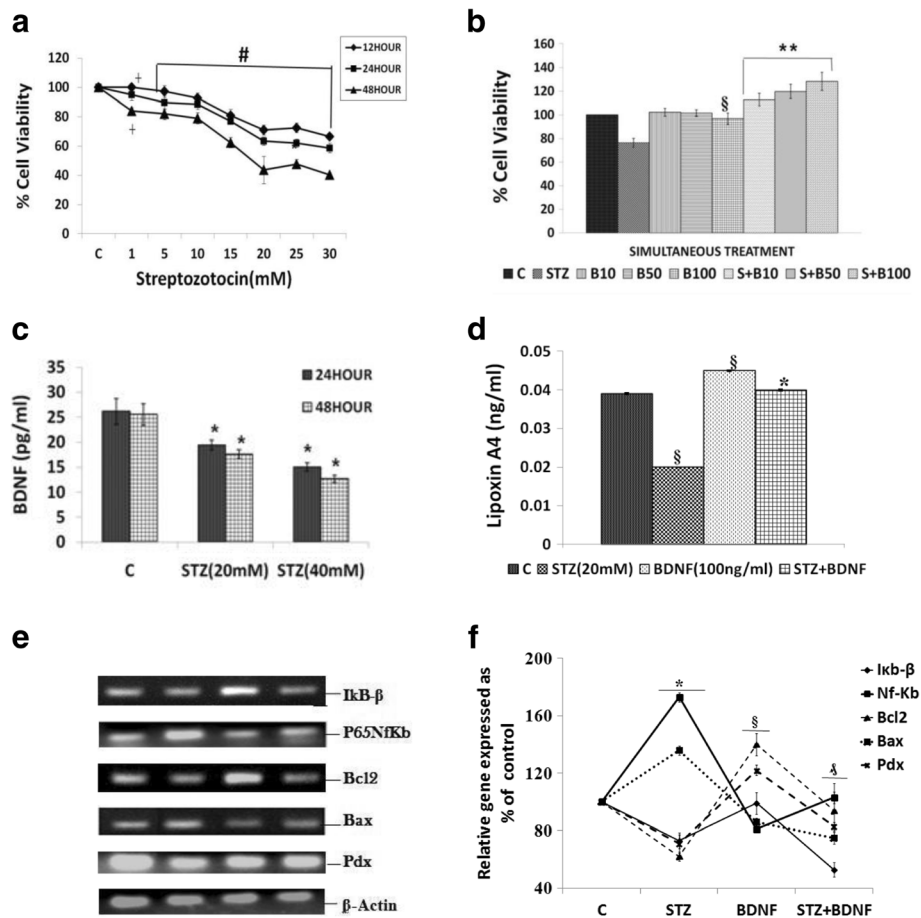 a
#
120
100
80
60
40
20
0
% Cell Viability
C 1 5 10 15 20 25 30
Streptozotocin(mM)
12HOUR
24HOUR
48HOUR
‡
‡
b
**
§
160
140
120
100
80
60
40
20
0
% Cell Viability
SIMULTANEOUS TREATMENT
C STZ B10 B50 B100 S+B10 S+B50 S+B100
c
35
30
25
20
15
10
5
0
BDNF (pg/ml)
24HOUR
48HOUR
* *
* *
C STZ(20mM) STZ(40mM)
d
0.05
0.04
0.03
0.02
0.01
0
Lipoxin A4 (ng/ml)
§
§
*
C STZ(20mM) BDNF(100ng/ml) STZ+BDNF
e
IkB-β
P65NfKb
Bcl2
Bax
Pdx
β-Actin
f
200
160
120
80
40
Relative gene expressed as
% of control
*
§
&
Iκb-β
Nf-Kb
Bcl2
Bax
Pdx
C STZ BDNF STZ+BDNF